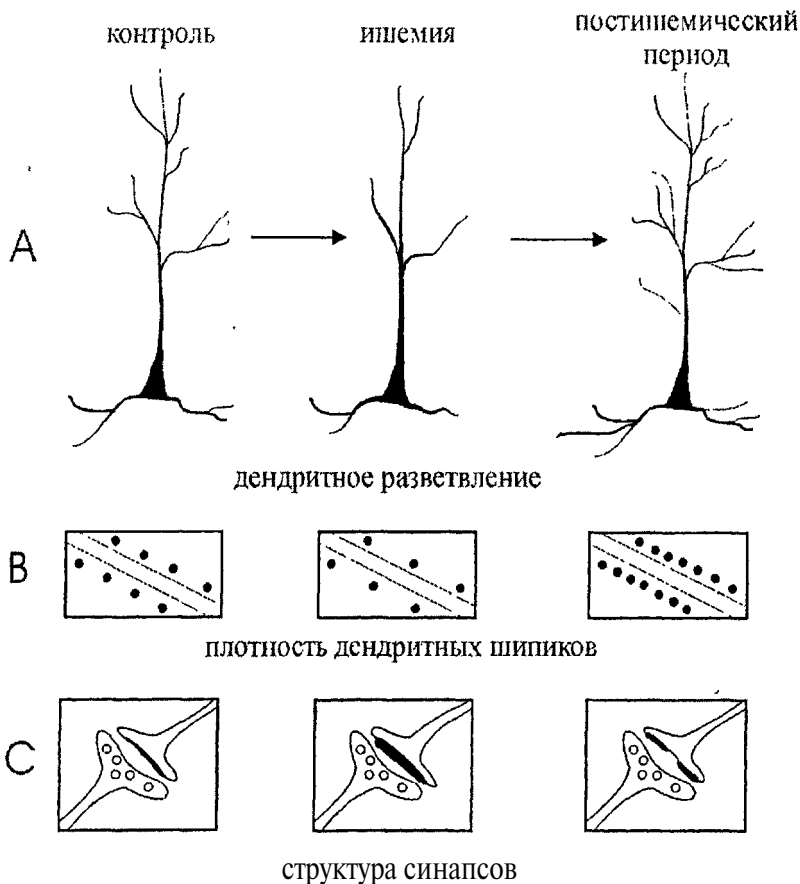 контроль
ишемия
постишемический
период
A
дендритное разветвление
B
плотность дендритных шипиков
C
структура синапсов